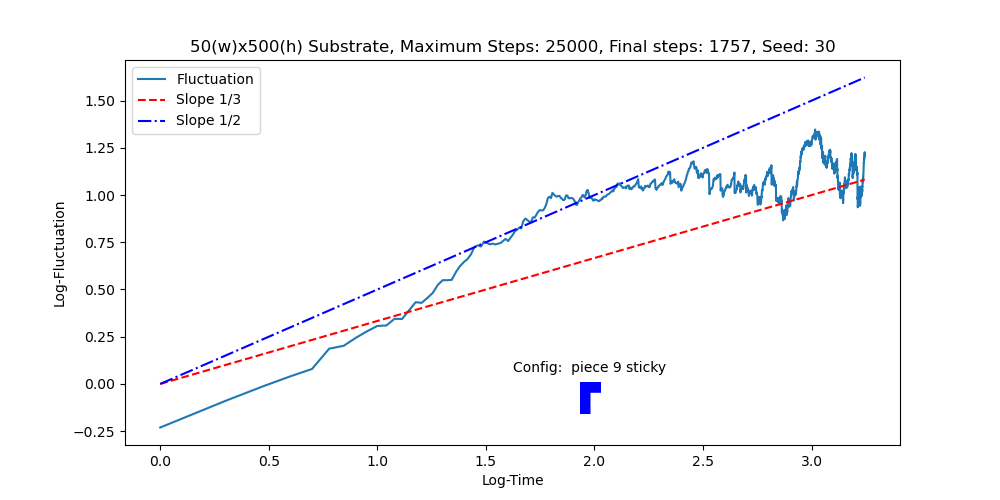 50(w)x500(h) Substrate, Maximum Steps: 25000, Final steps: 1757, Seed: 30
Fluctuation
Slope 1/3
Slope 1/2
1.50
1.25
1.00
0.75
0.50
0.25
0.00
−0.25
Log-Fluctuation
Config:  piece 9 sticky
0.0 0.5 1.0 1.5 2.0 2.5 3.0
Log-Time